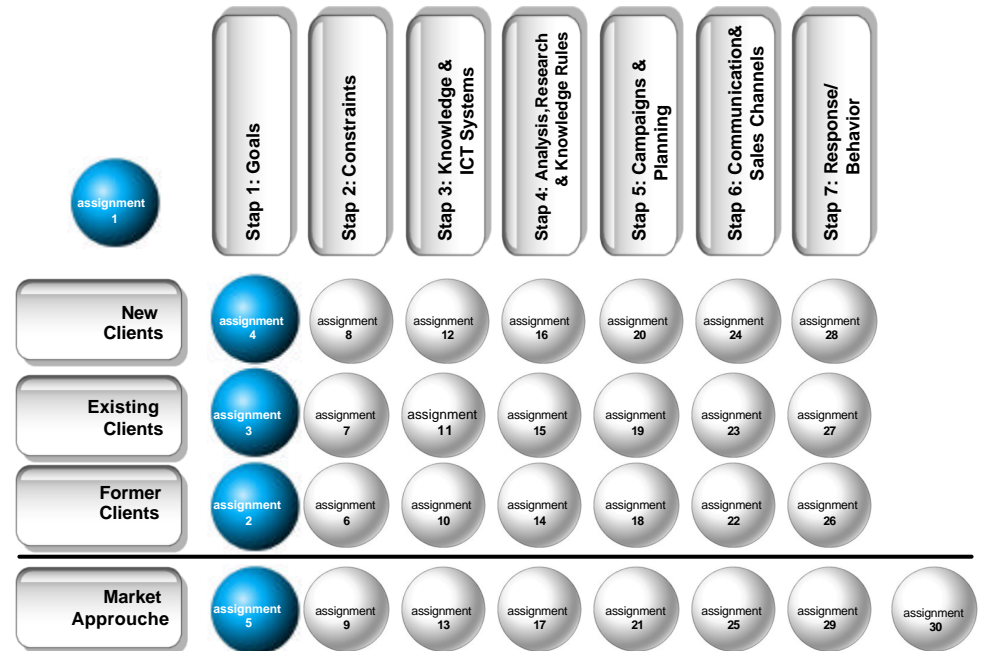 Stap 1: Goals
Stap 2: Constraints
Stap 3: Knowledge &
ICT Systems
Stap 4: Analysis,Research
& Knowledge Rules
Stap 5: Campaigns &
Planning
Stap 6: Communication&
Sales Channels
Stap 7: Response/
Behavior
assignment
1
New
Clients
assignment
4
assignment
8
assignment
12
assignment
16
assignment
20
assignment
24
assignment
28
Existing
Clients
assignment
3
assignment
7
assignment
11
assignment
15
assignment
19
assignment
23
assignment
27
Former
Clients
assignment
2
assignment
6
assignment
10
assignment
14
assignment
18
assignment
22
assignment
26
Market
Approuche
assignment
5
assignment
9
assignment
13
assignment
17
assignment
21
assignment
25
assignment
29
assignment
30